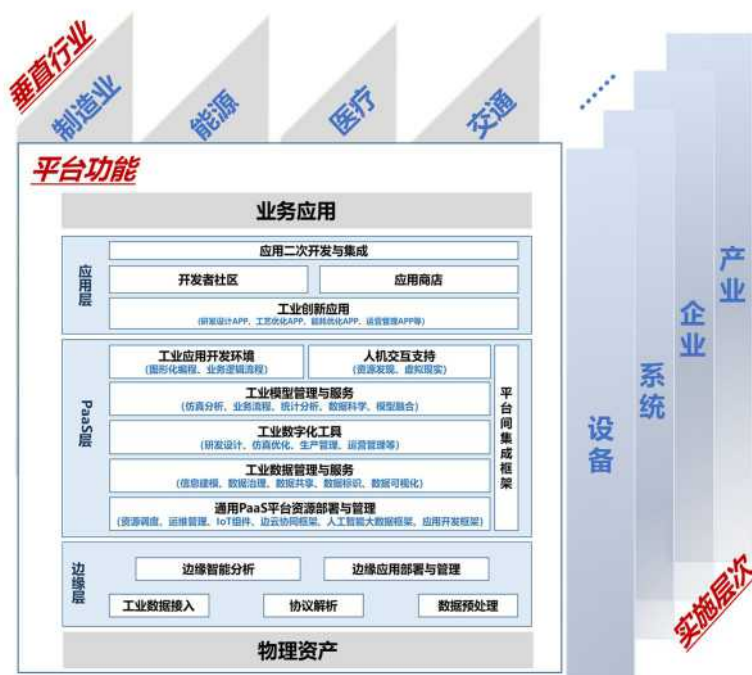 垂直行业
制造业
能源
医疗
交通
······
平台功能
业务应用
应用层
应用二次开发与集成
开发者社区
应用商店
工业创新应用
(研发设计APP、工艺优化APP、能耗优化APP、运营管理APP等)
PaaS层
工业应用开发环境
(图形化编程、业务逻辑流程)
人机交互支持
(资源发现、虚拟现实)
工业模型管理与服务
(仿真分析、业务流程、统计分析、数据科学、模型融合)
工业数字化工具
(研发设计、仿真优化、生产管理、运营管理等)
工业数据管理与服务
(信息建模、数据治理、数据共享、数据标识、数据可视化)
通用PaaS平台资源部署与管理
(资源调度、运维管理、IoT组件、边云协同框架、人工智能大数据框架、应用开发框架)
平台间集成框架
边缘层
边缘智能分析
边缘应用部署与管理
工业数据接入
协议解析
数据预处理
物理资产
设备
系统
企业
产业
实施层次